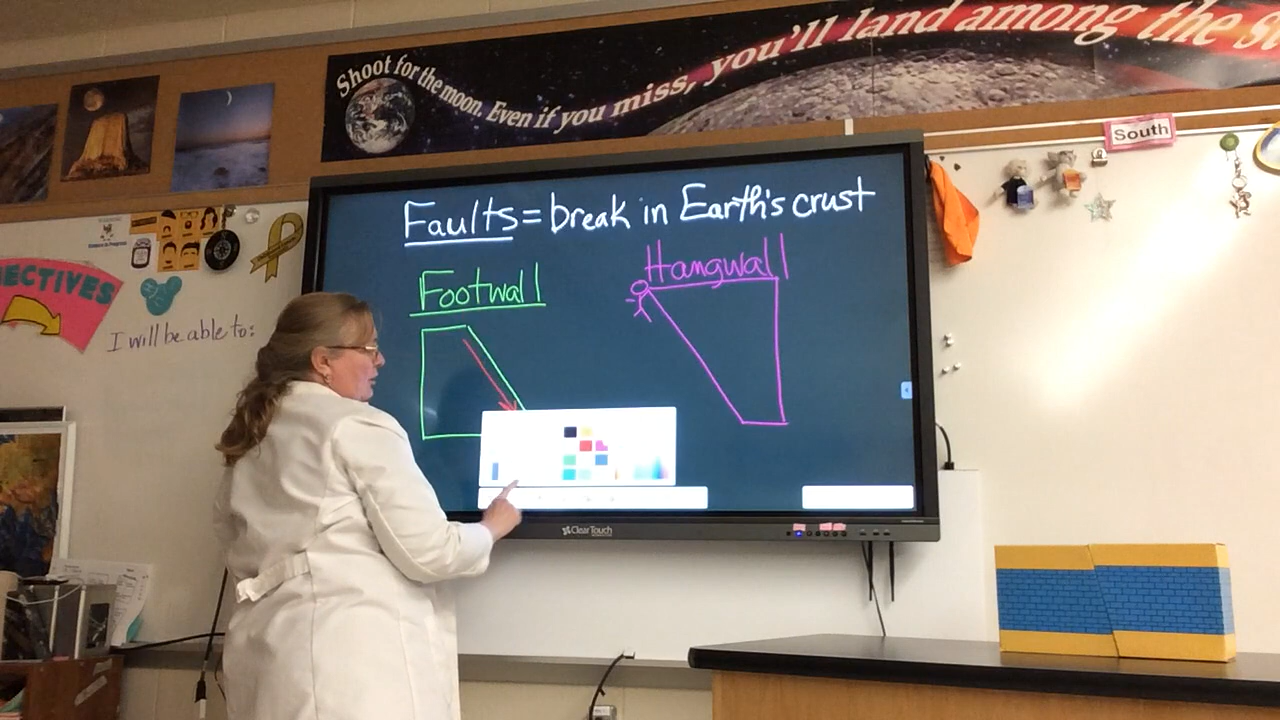 Shoot for the moon. Even if you miss, you'll land among the
South
Faults = break in Earth's crust
ECTIVES
I will be able to:
Footwall
Hangwall
ClearTouch